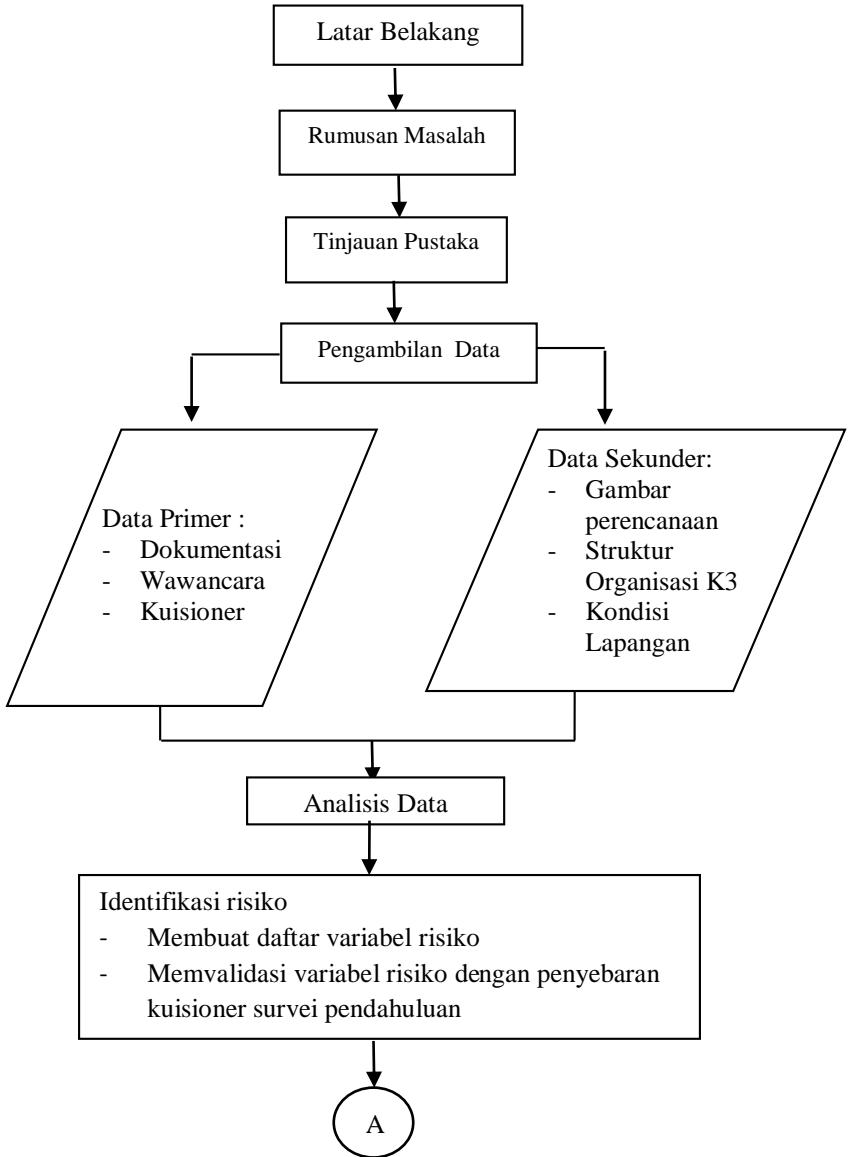 Latar Belakang
Rumusan Masalah
Tinjauan Pustaka
Pengambilan  Data
Data Primer :
- Dokumentasi
- Wawancara
- Kuisioner
Data Sekunder:
- Gambar
perencanaan
- Struktur
Organisasi K3
- Kondisi
Lapangan
Analisis Data
Identifikasi risiko
- Membuat daftar variabel risiko
- Memvalidasi variabel risiko dengan penyebaran
kuisioner survei pendahuluan
A